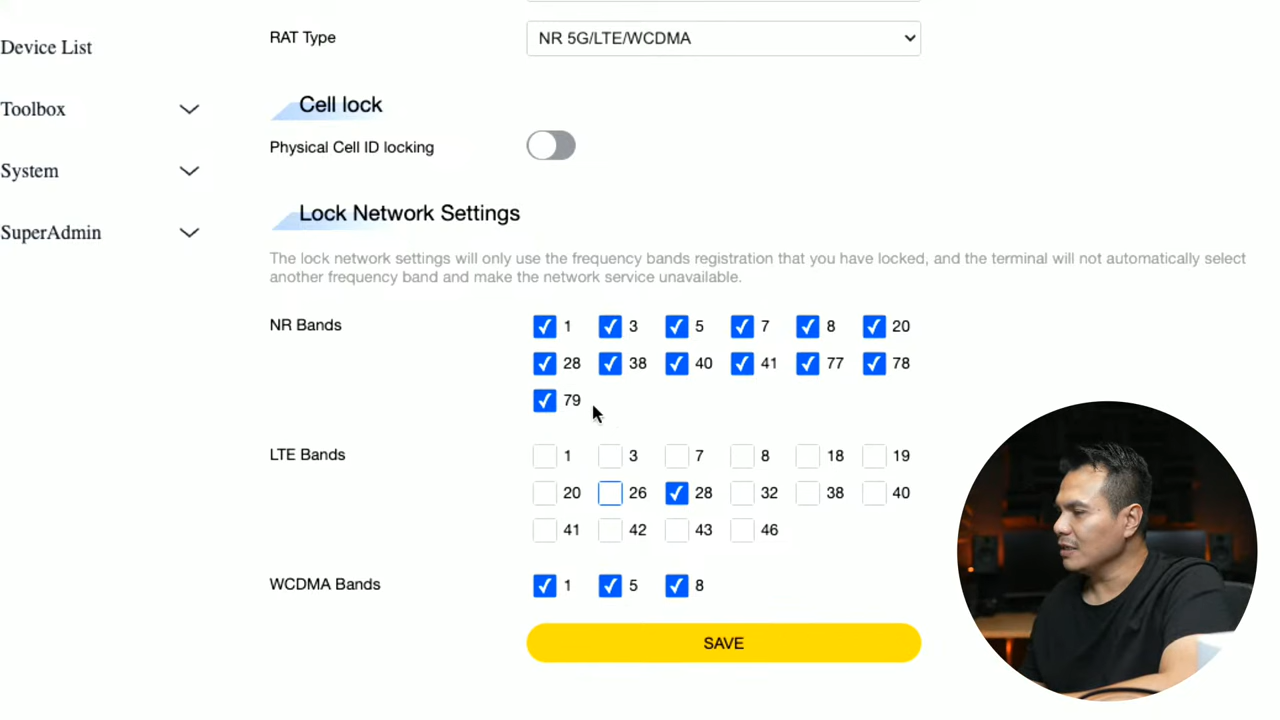 RAT Type
NR 5G/LTE/WCDMA
Device List
Toolbox
System
SuperAdmin
Cell lock
Physical Cell ID locking
Lock Network Settings
The lock network settings will only use the frequency bands registration that you have locked, and the terminal will not automatically select
another frequency band and make the network service unavailable.
NR Bands
1 3 5 7 8 20
28 38 40 41 77 78
79
LTE Bands
1 3 7 8 18 19
20 26 28 32 38 40
41 42 43 46
WCDMA Bands
1 5 8
SAVE